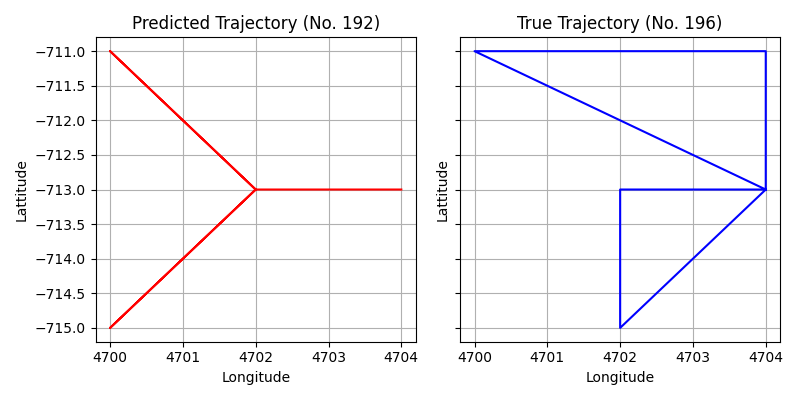 Predicted Trajectory (No. 192)
True Trajectory (No. 196)
Lattitude
−711.0
−711.5
−712.0
−712.5
−713.0
−713.5
−714.0
−714.5
−715.0
4700 4701 4702 4703 4704
Longitude
Lattitude
4700 4701 4702 4703 4704
Longitude